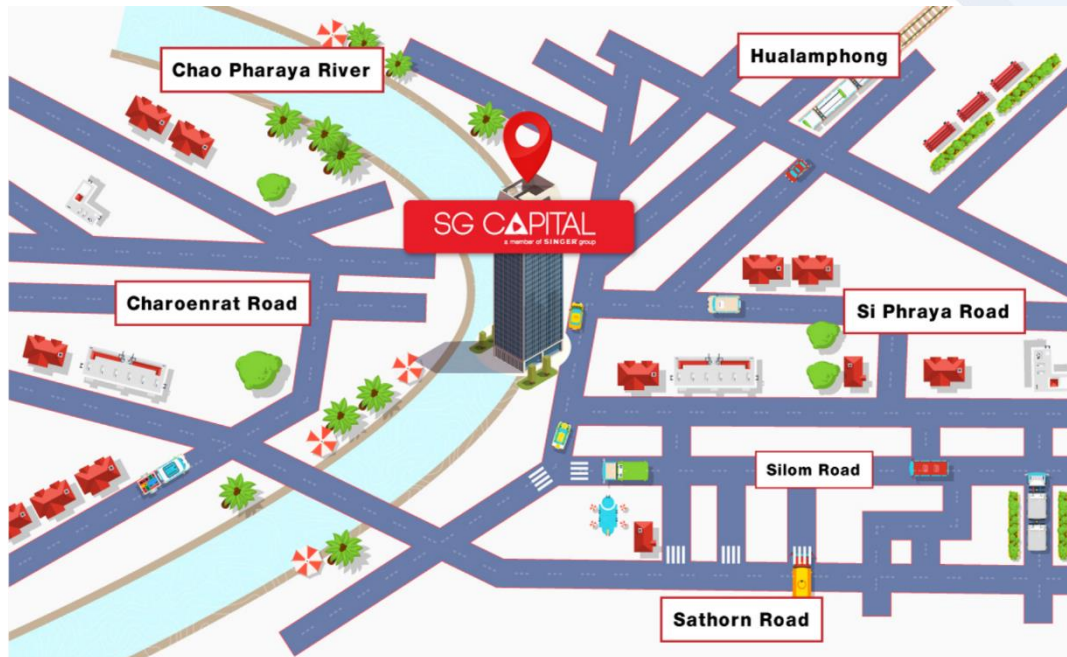 Chao Pharaya River
Hualamphong
SG CAPITAL
a member of SINGER group
Charoenrat Road
Si Phraya Road
Silom Road
Sathorn Road